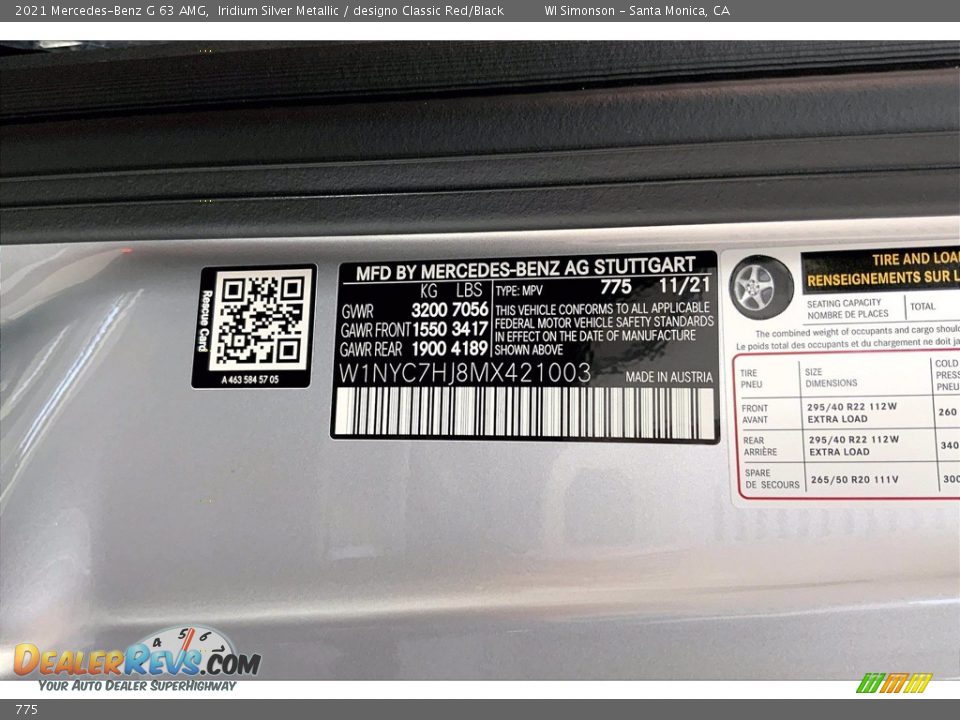 2021 Mercedes-Benz G 63 AMG, Iridium Silver Metallic / designo Classic Red/Black WI Simonson - Santa Monica, CA
Rescue Card
A 463 584 57 05
MFD BY MERCEDES-BENZ AG STUTTGART
KG LBS TYPE: MPV 775 11/21
GVWR 3200 7056
GAWR FRONT 1550 3417
GAWR REAR 1900 4189
THIS VEHICLE CONFORMS TO ALL APPLICABLE
FEDERAL MOTOR VEHICLE SAFETY STANDARDS
IN EFFECT ON THE DATE OF MANUFACTURE
SHOWN ABOVE
W1NYC7HJ8MX421003 MADE IN AUSTRIA
TIRE AND LOA
RENSEIGNEMENTS SUR L
SEATING CAPACITY
NOMBRE DE PLACES
TOTAL
The combined weight of occupants and cargo shoul
Le poids total des occupants et du chargement ne doit ja
TIRE
PNEU
SIZE
DIMENSIONS
COLD
PRESS
PNEU
FRONT
AVANT
295/40 R22 112W
EXTRA LOAD
260
REAR
ARRIÈRE
295/40 R22 112W
EXTRA LOAD
340
SPARE
DE SECOURS
265/50 R20 111V
300
4 5 6
DealerRevs.com
Your Auto Dealer SuperHighway
775